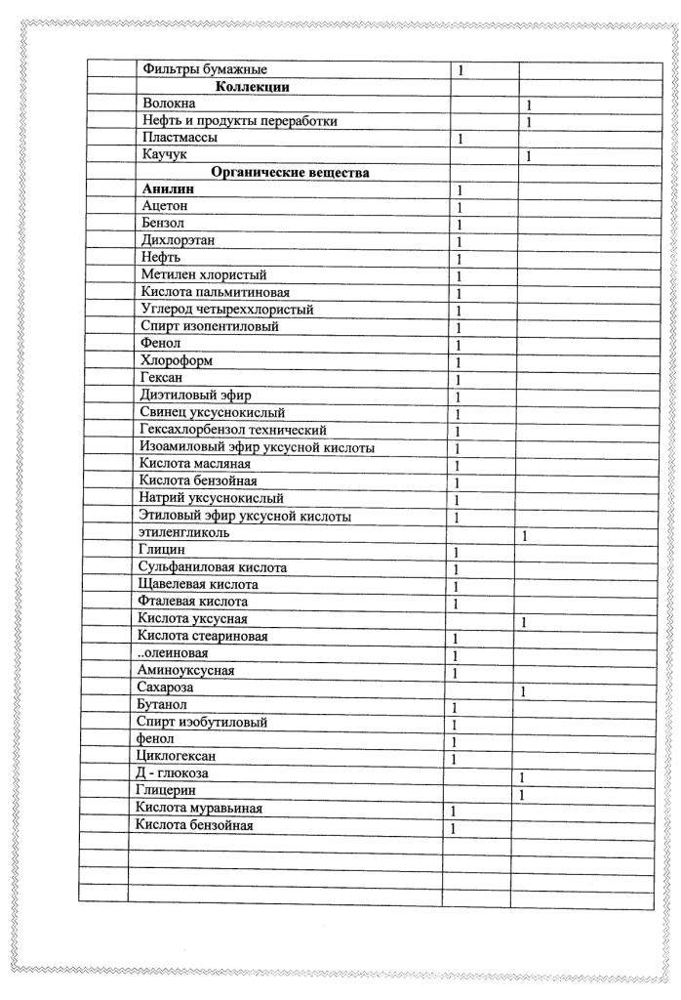 Фильтры бумажные 1
Коллекции
Волокна 1
Нефть и продукты переработки 1
Пластмассы 1
Каучук 1
Органические вещества
Анилин 1
Ацетон 1
Бензол 1
Дихлорэтан 1
Нефть 1
Метилен хлористый 1
Кислота пальмитиновая 1
Углерод четыреххлористый 1
Спирт изопентиловый 1
Фенол 1
Хлороформ 1
Гексан 1
Диэтиловый эфир 1
Свинец уксуснокислый 1
Гексахлорбензол технический 1
Изоамиловый эфир уксусной кислоты 1
Кислота масляная 1
Кислота бензойная 1
Натрий уксуснокислый 1
Этиловый эфир уксусной кислоты 1
этиленгликоль 1
Глицин 1
Сульфаниловая кислота 1
Щавелевая кислота 1
Фталевая кислота 1
Кислота уксусная 1
Кислота стеариновая 1
..олеиновая 1
Аминоуксусная 1
Сахароза 1
Бутанол 1
Спирт изобутиловый 1
фенол 1
Циклогексан 1
Д - глюкоза 1
Глицерин 1
Кислота муравьиная 1
Кислота бензойная 1